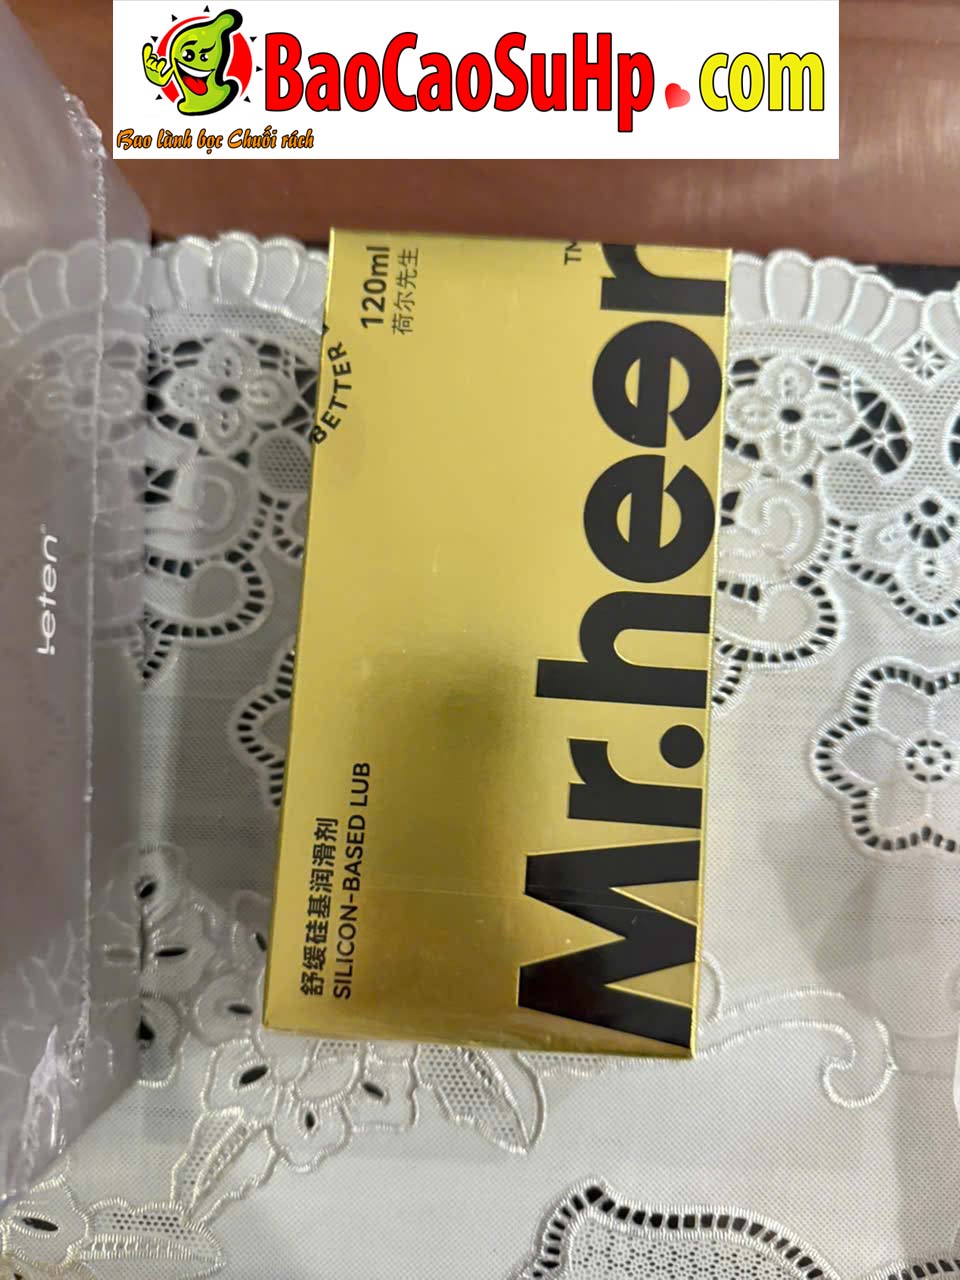 BaoCaoSuHp.com
Bao lành bọc Chuối rách
120ml
荷尔先生
BETTER
Mr.heer
TM
舒缓硅基润滑剂
SILICON-BASED LUB
Leten